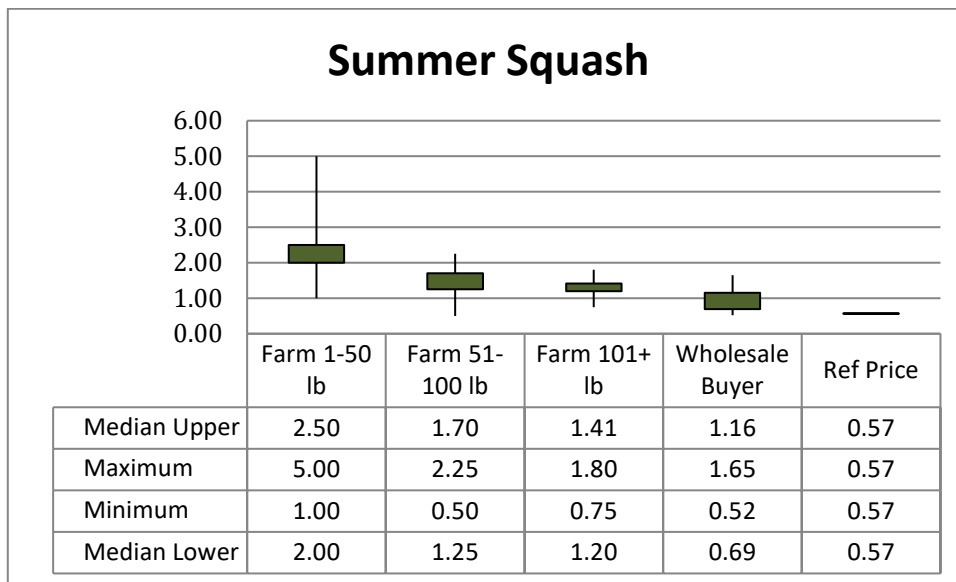 Summer Squash
6.00
5.00
4.00
3.00
2.00
1.00
0.00
Farm 1-50 lb
Farm 51-100 lb
Farm 101+ lb
Wholesale Buyer
Ref Price
Median Upper 2.50 1.70 1.41 1.16 0.57
Maximum 5.00 2.25 1.80 1.65 0.57
Minimum 1.00 0.50 0.75 0.52 0.57
Median Lower 2.00 1.25 1.20 0.69 0.57